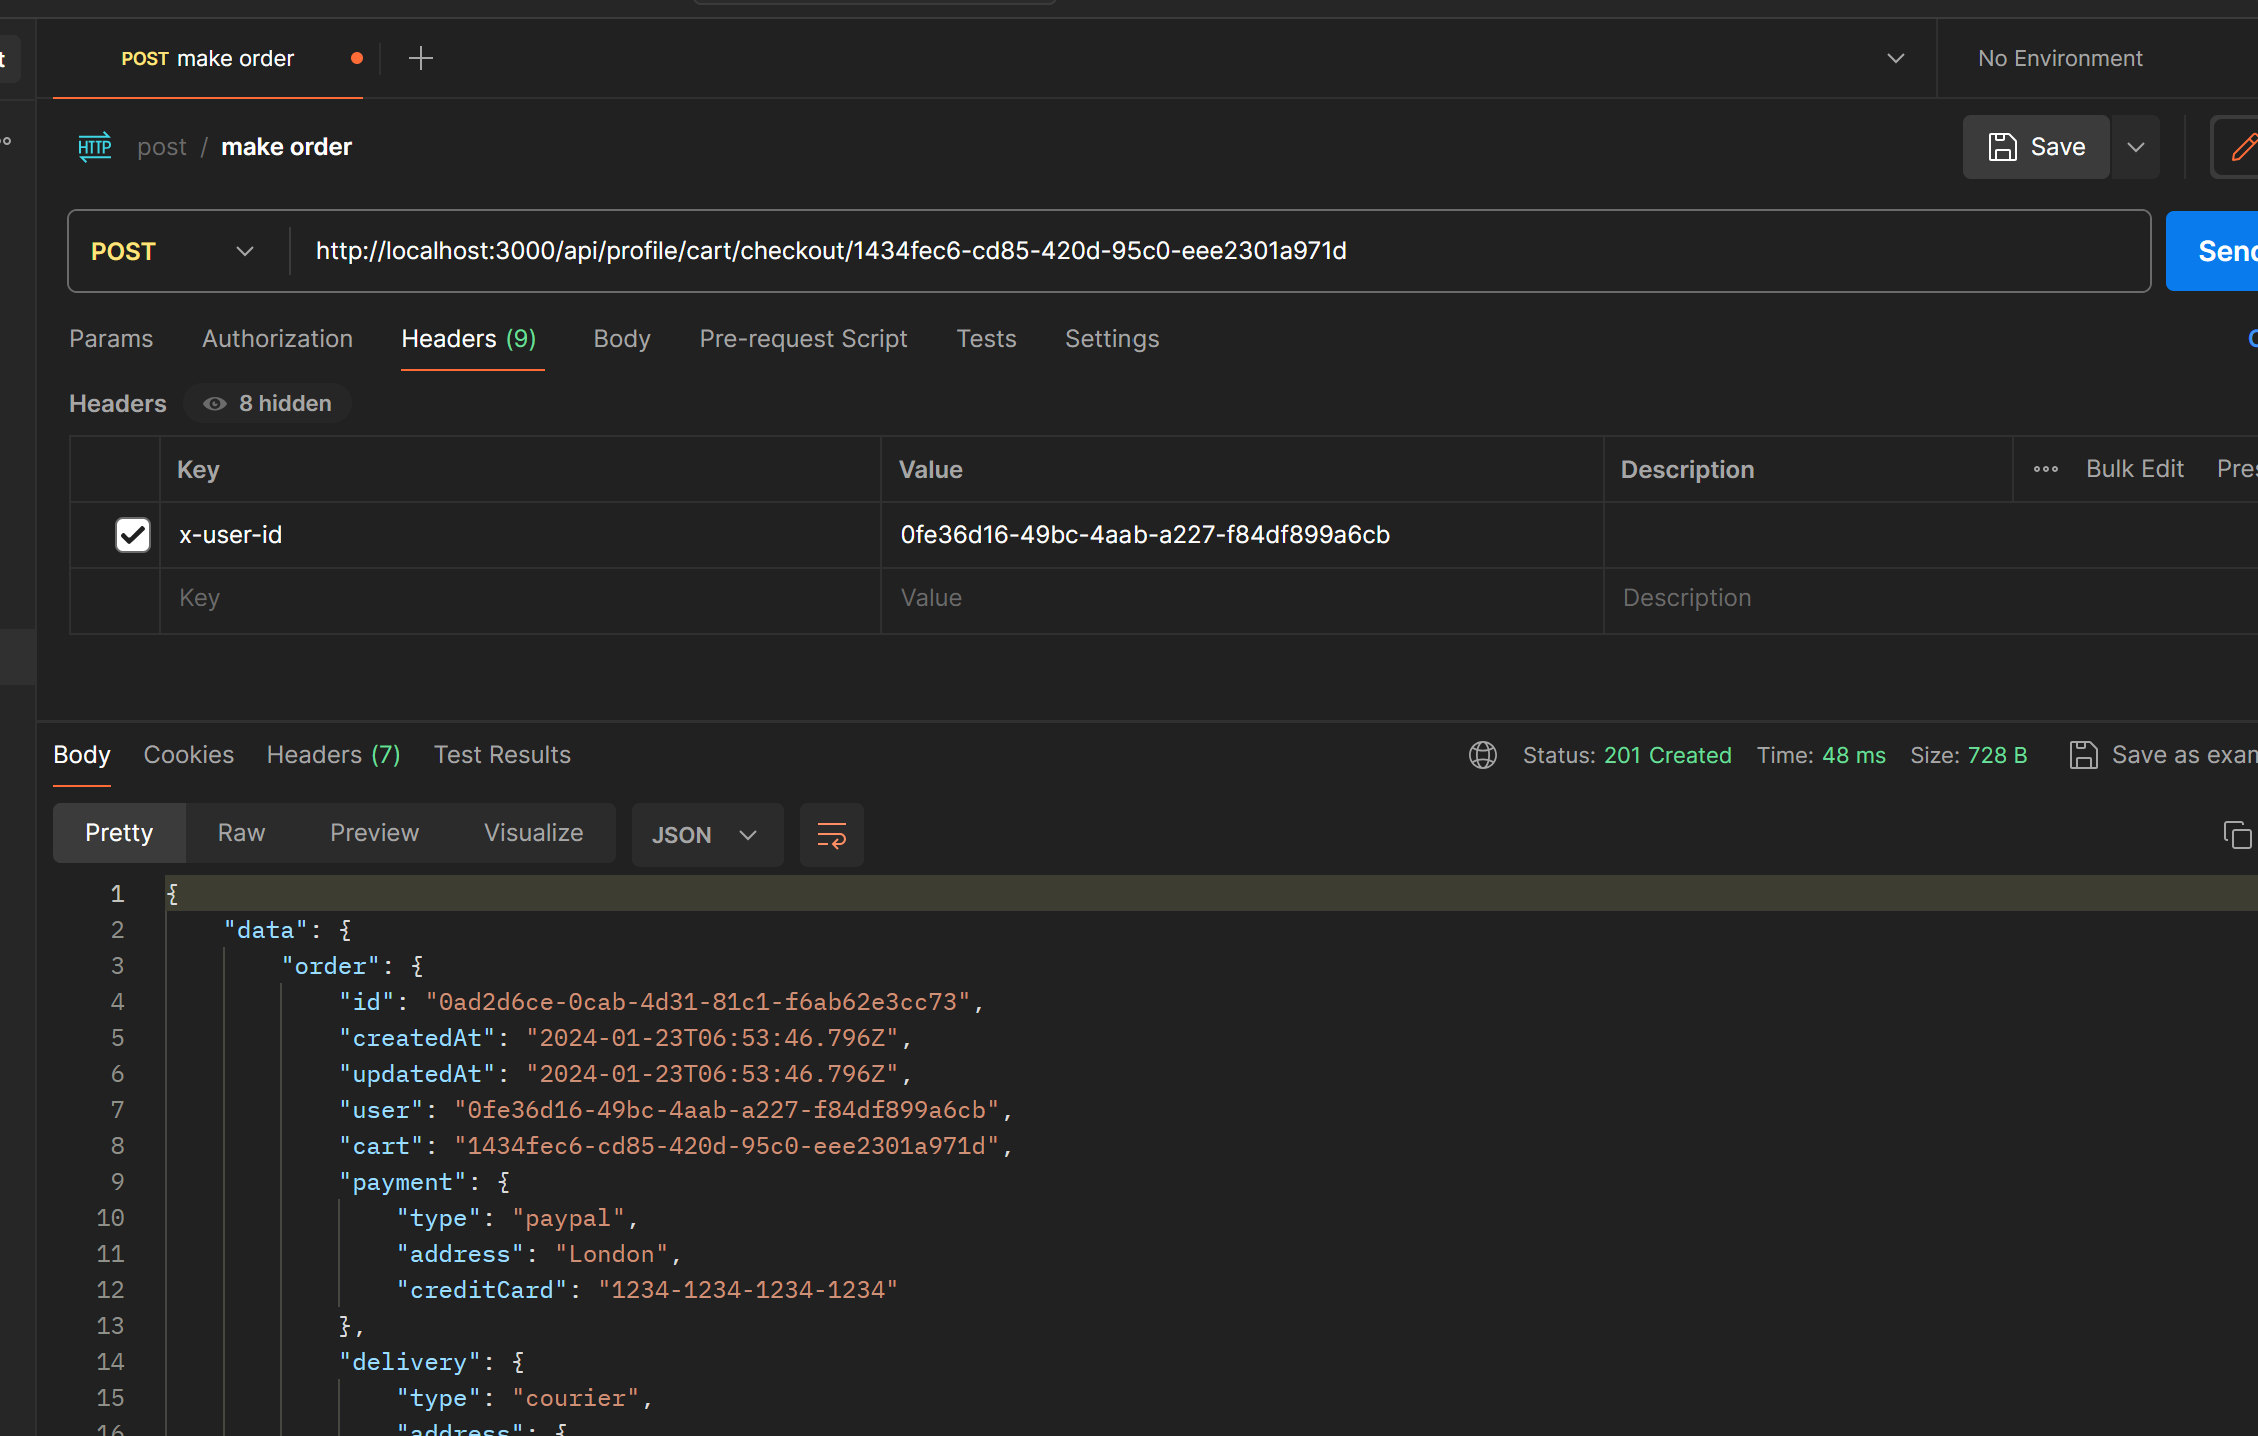 POST make order
No Environment
HTTP post / make order
Save
POST http://localhost:3000/api/profile/cart/checkout/1434fec6-cd85-420d-95c0-eee2301a971d
Params Authorization Headers (9) Body Pre-request Script Tests Settings
Headers 8 hidden
Key Value Description Bulk Edit
x-user-id 0fe36d16-49bc-4aab-a227-f84df899a6cb
Key Value Description
Body Cookies Headers (7) Test Results Status: 201 Created Time: 48 ms Size: 728 B Save as
Pretty Raw Preview Visualize JSON
1 {
2 "data": {
3 "order": {
4 "id": "0ad2d6ce-0cab-4d31-81c1-f6ab62e3cc73",
5 "createdAt": "2024-01-23T06:53:46.796Z",
6 "updatedAt": "2024-01-23T06:53:46.796Z",
7 "user": "0fe36d16-49bc-4aab-a227-f84df899a6cb",
8 "cart": "1434fec6-cd85-420d-95c0-eee2301a971d",
9 "payment": {
10 "type": "paypal",
11 "address": "London",
12 "creditCard": "1234-1234-1234-1234"
13 },
14 "delivery": {
15 "type": "courier",
16 "address": {